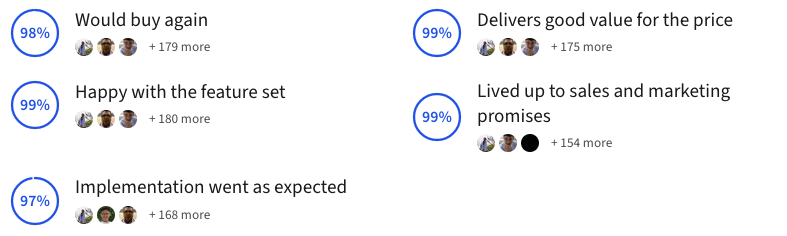 98%
Would buy again
+ 179 more
99%
Delivers good value for the price
+ 175 more
99%
Happy with the feature set
+ 180 more
99%
Lived up to sales and marketing
promises
+ 154 more
97%
Implementation went as expected
+ 168 more